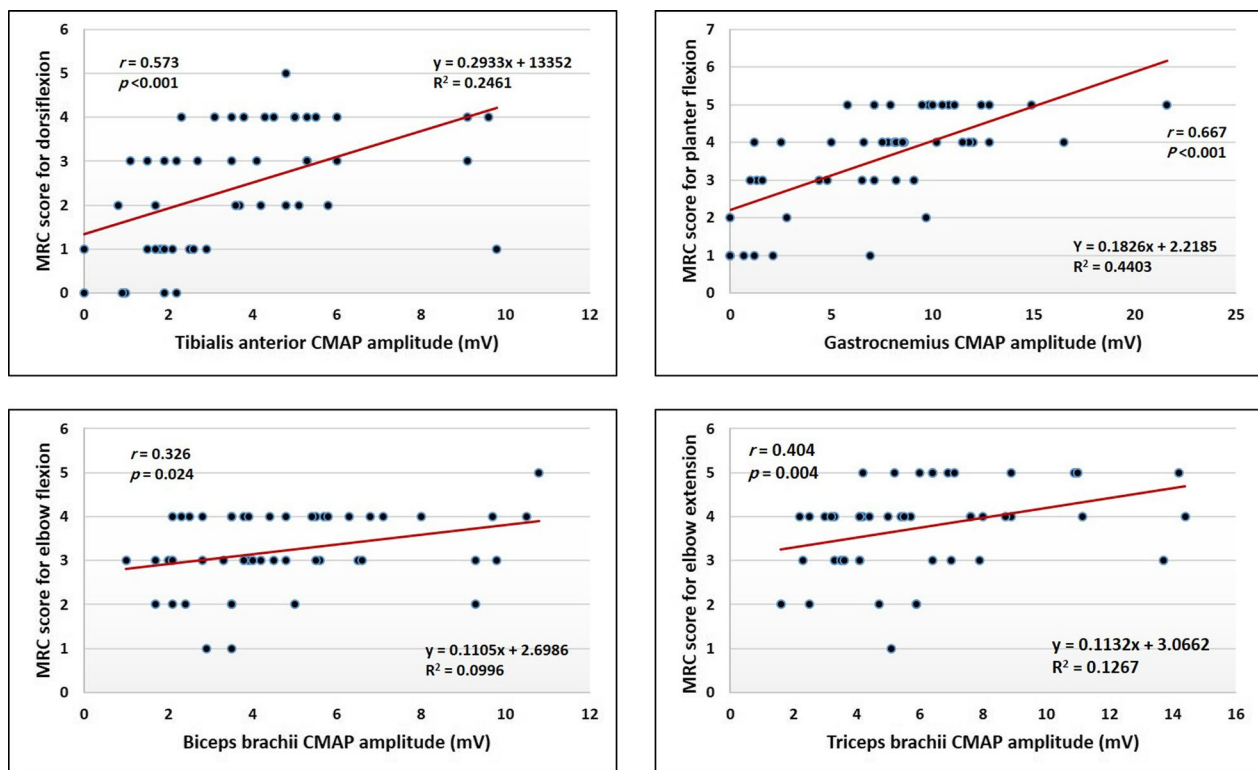 6
5
4
3
2
1
0
MRC score for dorsiflexion
r = 0.573
p <0.001
y = 0.2933x + 13352
R² = 0.2461
0 2 4 6 8 10 12
Tibialis anterior CMAP amplitude (mV)
7
6
5
4
3
2
1
0
MRC score for planter flexion
r = 0.667
P <0.001
Y = 0.1826x + 2.2185
R² = 0.4403
0 5 10 15 20 25
Gastrocnemius CMAP amplitude (mV)
6
5
4
3
2
1
0
MRC score for elbow flexion
r = 0.326
p = 0.024
y = 0.1105x + 2.6986
R² = 0.0996
0 2 4 6 8 10 12
Biceps brachii CMAP amplitude (mV)
6
5
4
3
2
1
0
MRC score for elbow extension
r = 0.404
p = 0.004
y = 0.1132x + 3.0662
R² = 0.1267
0 2 4 6 8 10 12 14 16
Triceps brachii CMAP amplitude (mV)